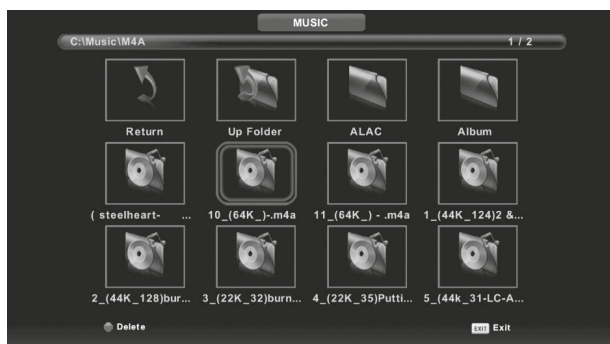 MUSIC
C:\Music\M4A 1 / 2
Return Up Folder ALAC Album
( steelheart- ... 10_(64K_)-.m4a 11_(64K_) - .m4a 1_(44K_124)2 &...
2_(44K_128)bur... 3_(22K_32)burn... 4_(22K_35)Putti... 5_(44k_31-LC-A...
Delete EXIT Exit